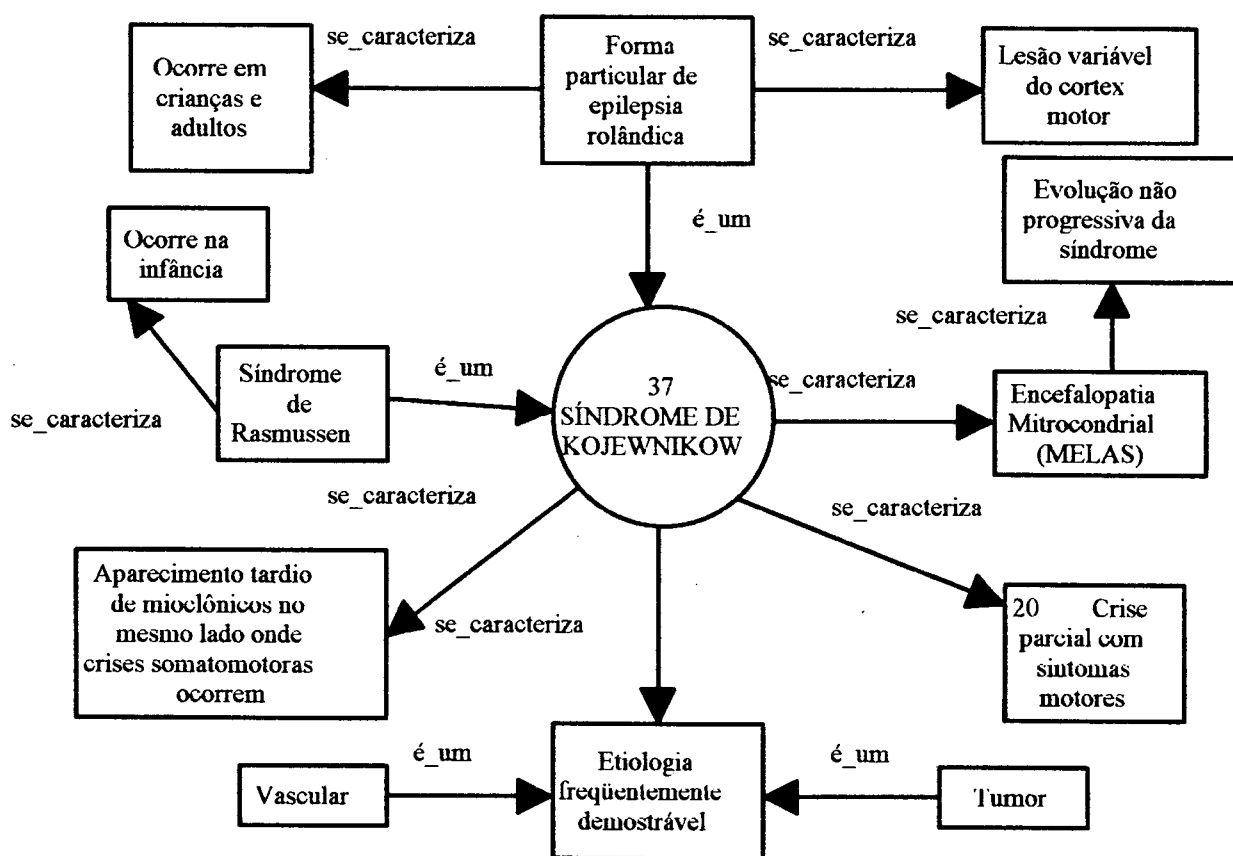 se_caracteriza
se_caracteriza
Ocorre em
crianças e
adultos
Forma
particular de
epilepsia
rolândica
Lesão variável
do cortex
motor
é_um
Evolução não
progressiva da
síndrome
Ocorre na
infância
se_caracteriza
se_caracteriza
Síndrome
de
Rasmussen
é_um
37
SÍNDROME DE
KOJEWNIKOW
se_caracteriza
Encefalopatia
Mitrocondrial
(MELAS)
se_caracteriza
se_caracteriza
Aparecimento tardio
de mioclônicos no
mesmo lado onde
crises somatomotoras
ocorrem
se_caracteriza
20 Crise
parcial com
sintomas
motores
é_um
é_um
Vascular
Etiologia
freqüentemente
demostrável
Tumor